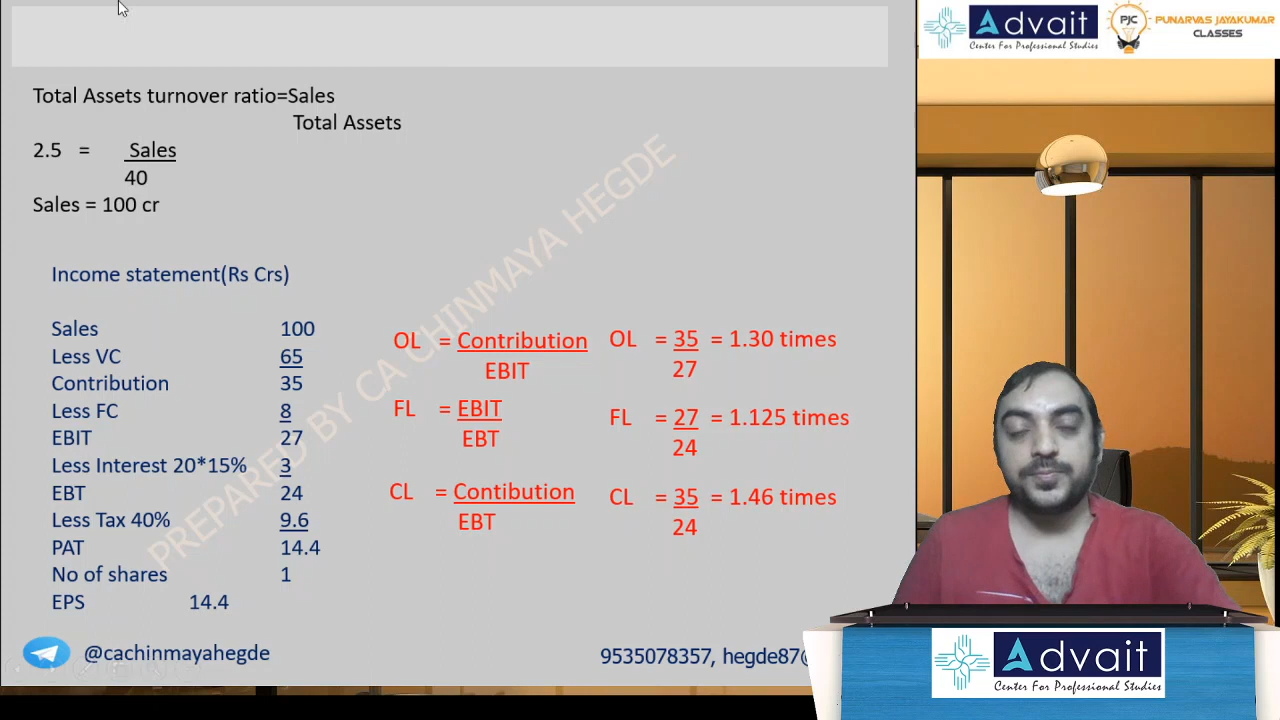 Advait
Center For Professional Studies
PJC
PUNARVAS JAYAKUMAR
CLASSES
Total Assets turnover ratio=Sales
Total Assets
2.5 = Sales
40
Sales = 100 cr
Income statement(Rs Crs)
Sales 100
Less VC 65
Contribution 35
Less FC 8
EBIT 27
Less Interest 20*15% 3
EBT 24
Less Tax 40% 9.6
PAT 14.4
No of shares 1
EPS 14.4
OL = Contribution
EBIT
FL = EBIT
EBT
CL = Contibution
EBT
OL = 35 = 1.30 times
27
FL = 27 = 1.125 times
24
CL = 35 = 1.46 times
24
PREPARED BY CA CHINMAYA HEGDE
@cachinmayahegde
9535078357, hegde87@
Advait
Center For Professional Studies